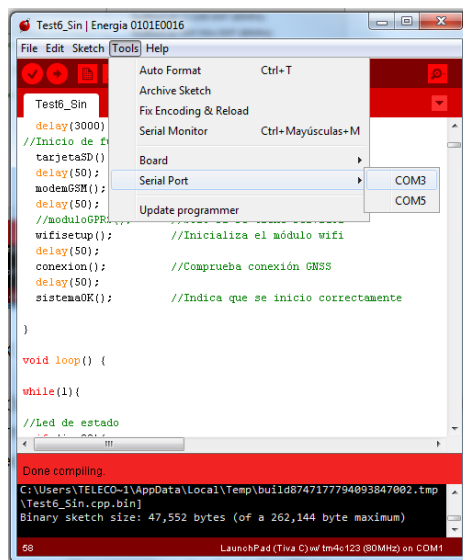 Test6_Sin | Energia 0101E0016
File Edit Sketch Tools Help
Auto Format Ctrl+T
Archive Sketch
Fix Encoding & Reload
Serial Monitor Ctrl+Mayúsculas+M
Board
Serial Port
COM3
COM5
Update programmer
Test6_Sin
delay(3000)
//Inicio de
tarjetaSD()
delay(50);
modemGSM();
delay(50);
wifisetup(); //Inicializa el módulo wifi
delay(50);
conexion(); //Comprueba conexión GNSS
delay(50);
sistemaOK(); //Indica que se inicio correctamente
}
void loop() {
while(1){
//Led de estado
Done compiling.
C:\Users\TELECO~1\AppData\Local\Temp\build8747177794093847002.tmp
\Test6_Sin.cpp.bin]
Binary sketch size: 47,552 bytes (of a 262,144 byte maximum)
58
LaunchPad (Tiva C) w/ tm4c123 (80MHz) on COM1